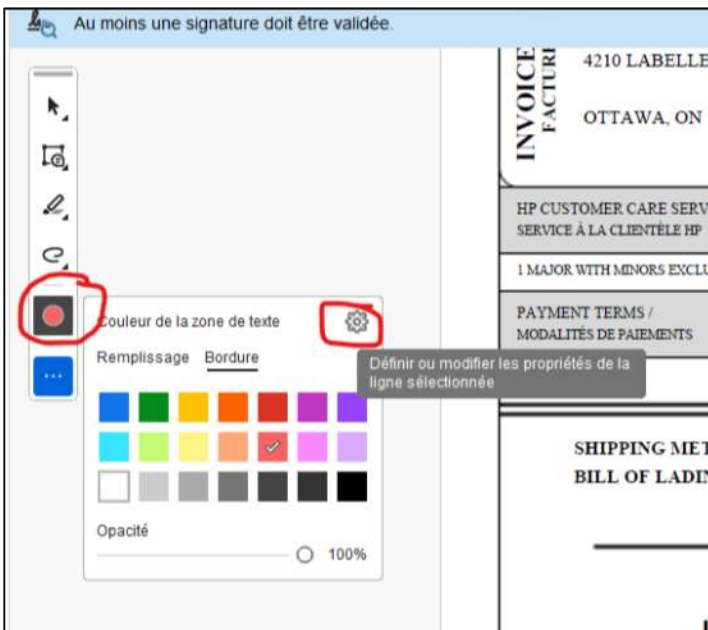 Au moins une signature doit être validée.
INVOICE
FACTURE
4210 LABELLE
OTTAWA, ON
HP CUSTOMER CARE SERV
SERVICE À LA CLIENTÈLE HP
1 MAJOR WITH MINORS EXCLU
PAYMENT TERMS /
MODALITÉS DE PAIEMENTS
Couleur de la zone de texte
Remplissage Bordure
Définir ou modifier les propriétés de la
ligne sélectionnée
Opacité
100%
SHIPPING MET
BILL OF LADIN